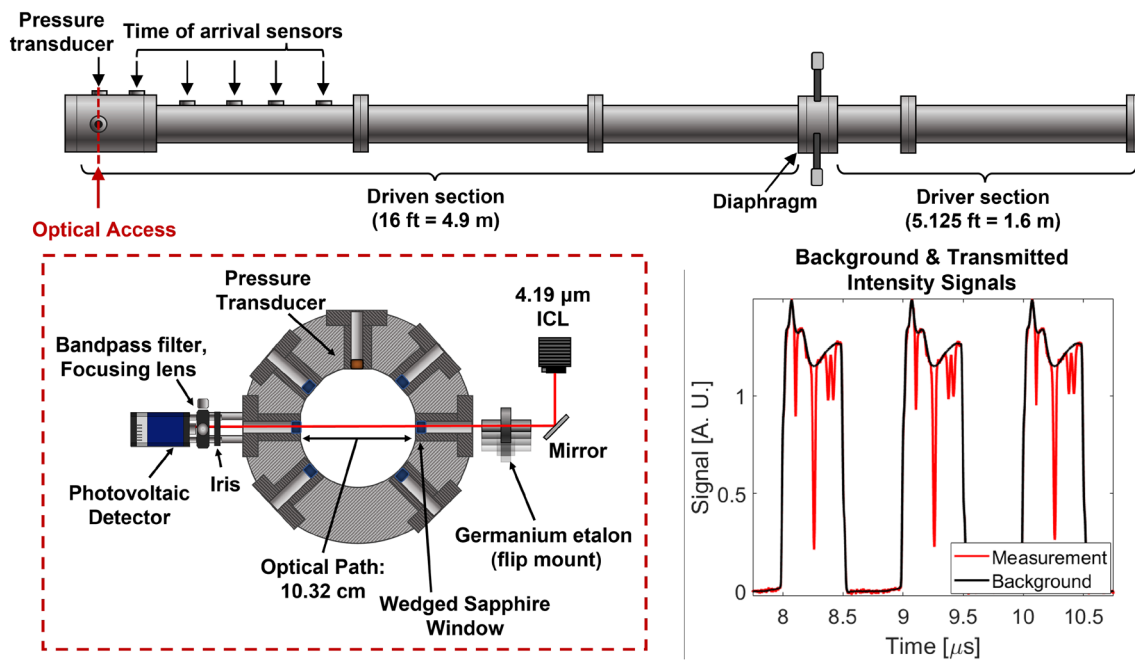 Pressure
transducer
Time of arrival sensors
Optical Access
Driven section
(16 ft = 4.9 m)
Diaphragm
Driver section
(5.125 ft = 1.6 m)
Pressure
Transducer
4.19 µm
ICL
Bandpass filter,
Focusing lens
Mirror
Iris
Photovoltaic
Detector
Germanium etalon
(flip mount)
Optical Path:
10.32 cm
Wedged Sapphire
Window
Background & Transmitted
Intensity Signals
Signal [A. U.]
1
0.5
0
Measurement
Background
8 8.5 9 9.5 10 10.5
Time [μs]